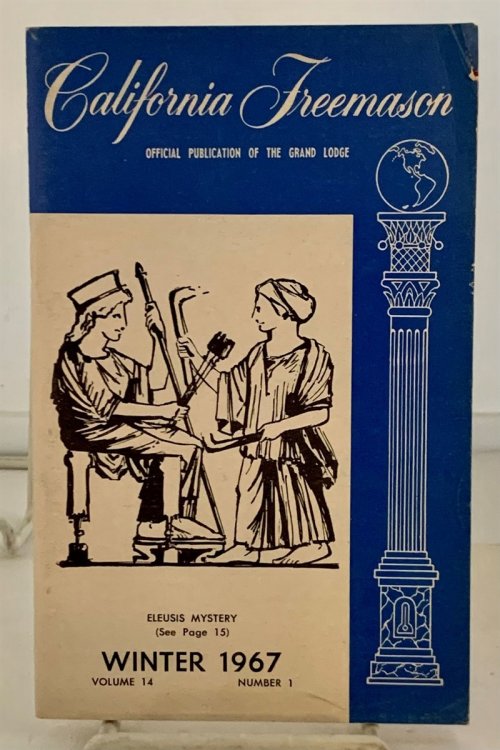 California Freemason
OFFICIAL PUBLICATION OF THE GRAND LODGE
ELEUSIS MYSTERY
(See Page 15)
WINTER 1967
VOLUME 14 NUMBER 1